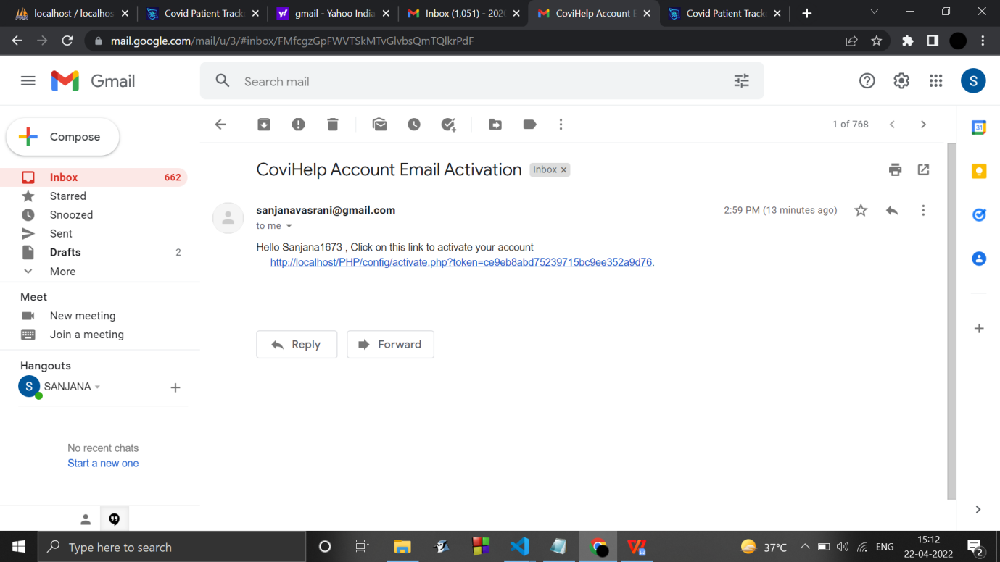 localhost / localhos
Covid Patient Track
gmail - Yahoo India
Inbox (1,051) - 202
CoviHelp Account E
Covid Patient Track
mail.google.com/mail/u/3/#inbox/FMfcgzGpFWVTSkMTvGlvbsQmTQlkrPdF
Gmail
Search mail
S
Compose
1 of 768
31
Inbox 662
Starred
Snoozed
Sent
Drafts 2
More
CoviHelp Account Email Activation Inbox ×
sanjanavasrani@gmail.com
2:59 PM (13 minutes ago)
to me
Hello Sanjana1673 , Click on this link to activate your account
http://localhost/PHP/config/activate.php?token=ce9eb8abd75239715bc9ee352a9d76.
Reply
Forward
Meet
New meeting
Join a meeting
Hangouts
S SANJANA
No recent chats
Start a new one
Type here to search
37°C
ENG
15:12
22-04-2022
2